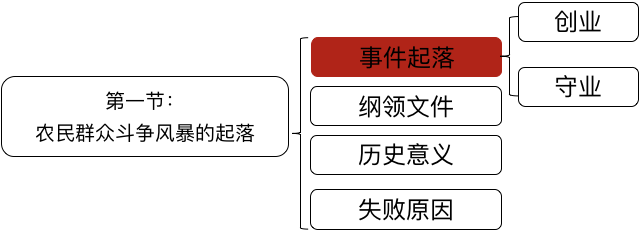 第一节：
农民群众斗争风暴的起落
事件起落
纲领文件
历史意义
失败原因
创业
守业